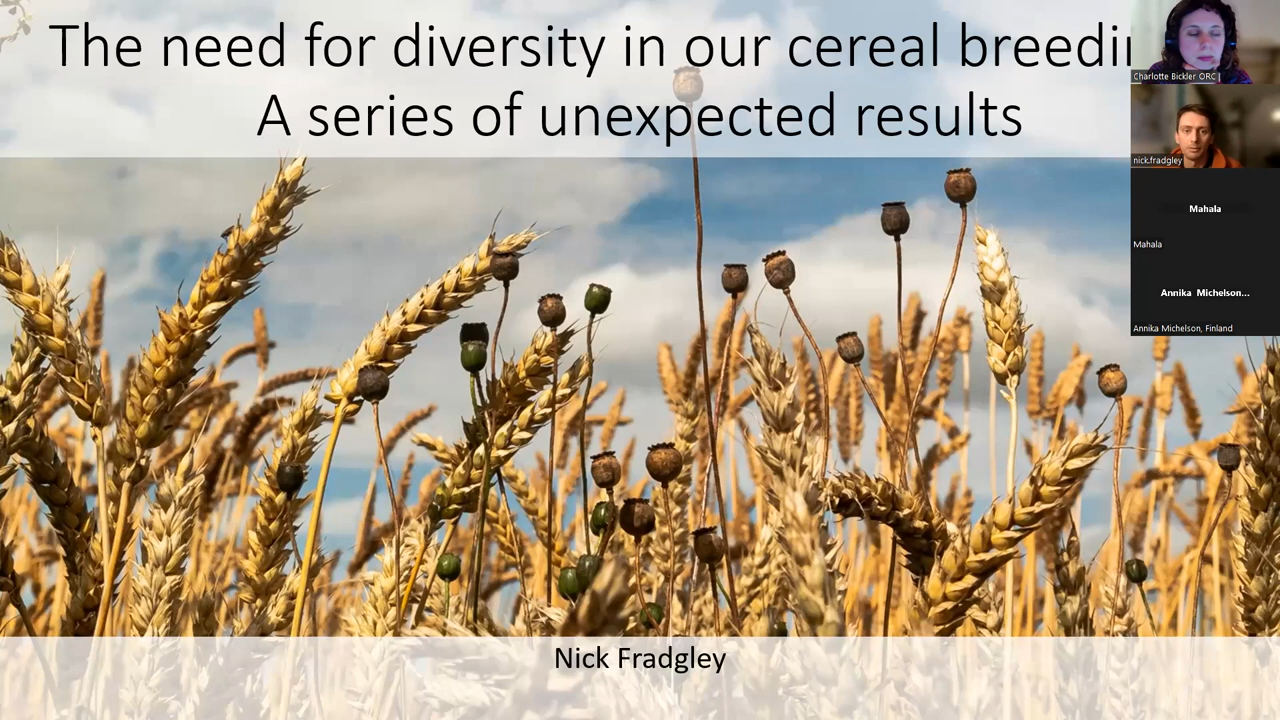 The need for diversity in our cereal
A series of unexpected results
Charlotte Bickler ORC
nick.fradgley
Mahala
Mahala
Annika Michelson...
Annika Michelson, Finland
Nick Fradgley